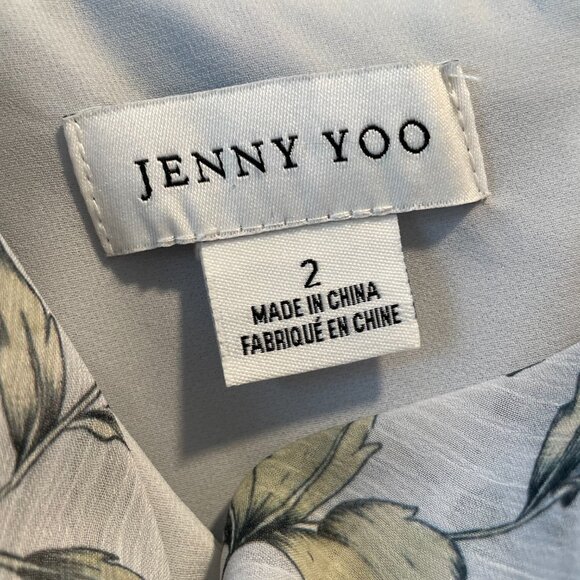 JENNY YOO
2
MADE IN CHINA
FABRIQUÉ EN CHINE